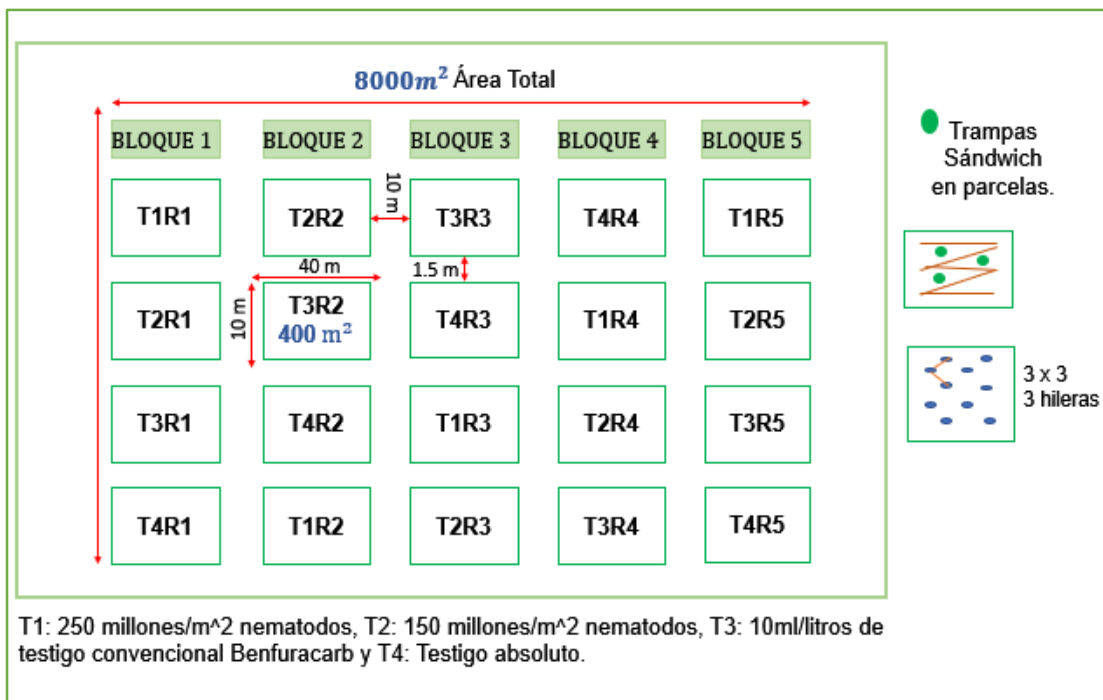 8000m² Área Total
BLOQUE 1 BLOQUE 2 BLOQUE 3 BLOQUE 4 BLOQUE 5
10 m
T1R1 T2R2 T3R3 T4R4 T1R5
40 m 1.5 m
10 m
T2R1 T3R2 T4R3 T1R4 T2R5
400 m²
T3R1 T4R2 T1R3 T2R4 T3R5
T4R1 T1R2 T2R3 T3R4 T4R5
Trampas
Sándwich
en parcelas.
3 x 3
3 hileras
T1: 250 millones/m^2 nematodos, T2: 150 millones/m^2 nematodos, T3: 10ml/litros de
testigo convencional Benfuracarb y T4: Testigo absoluto.